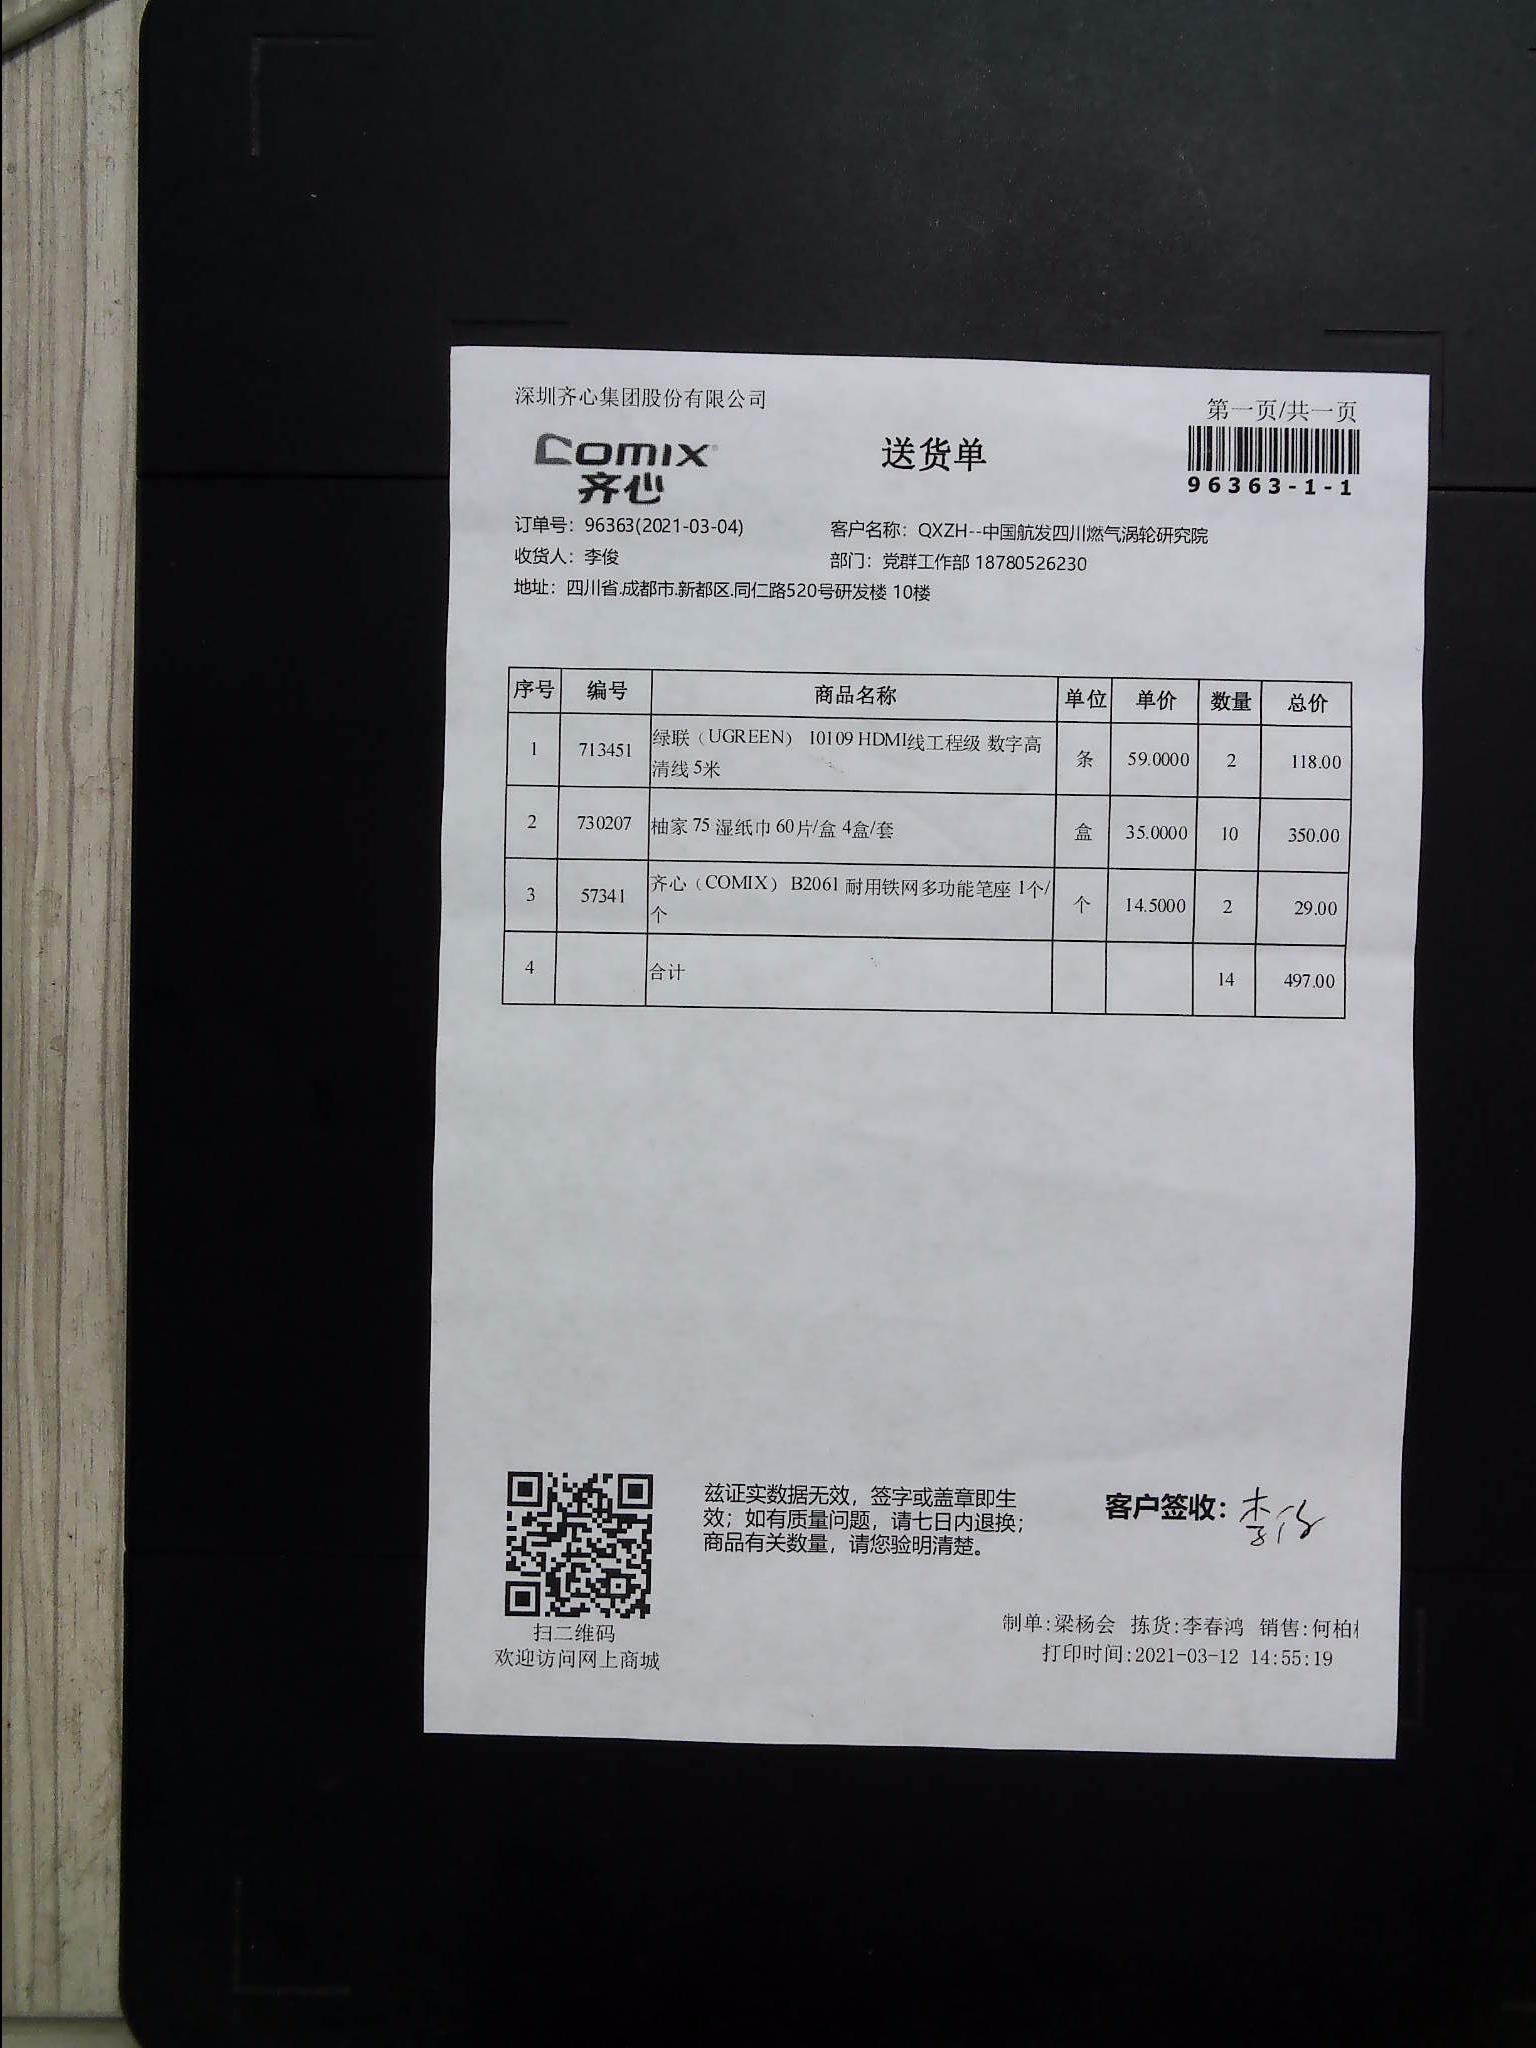 深圳齐心集团股份有限公司
第一页/共一页
COMIX
齐心
送货单
96363-1-1
订单号：96363(2021-03-04) 客户名称：QXZH--中国航发四川燃气涡轮研究院
收货人：李俊 部门：党群工作部 18780526230
地址：四川省.成都市.新都区.同仁路520号研发楼 10楼
序号 编号 商品名称 单位 单价 数量 总价
1 713451 绿联（UGREEN） 10109 HDMI线工程级 数字高 条 59.0000 2 118.00
清线 5米
2 730207 柚家 75 湿纸巾 60片/盒 4盒/套 盒 35.0000 10 350.00
3 57341 齐心（COMIX） B2061 耐用铁网多功能笔座 1个/ 个 14.5000 2 29.00
个
4 合计 14 497.00
兹证实数据无效，签字或盖章即生
效；如有质量问题，请七日内退换；
商品有关数量，请您验明清楚。
客户签收：李俊
扫二维码
欢迎访问网上商城
制单:梁杨会 拣货:李春鸿 销售:何柏
打印时间:2021-03-12 14:55:19